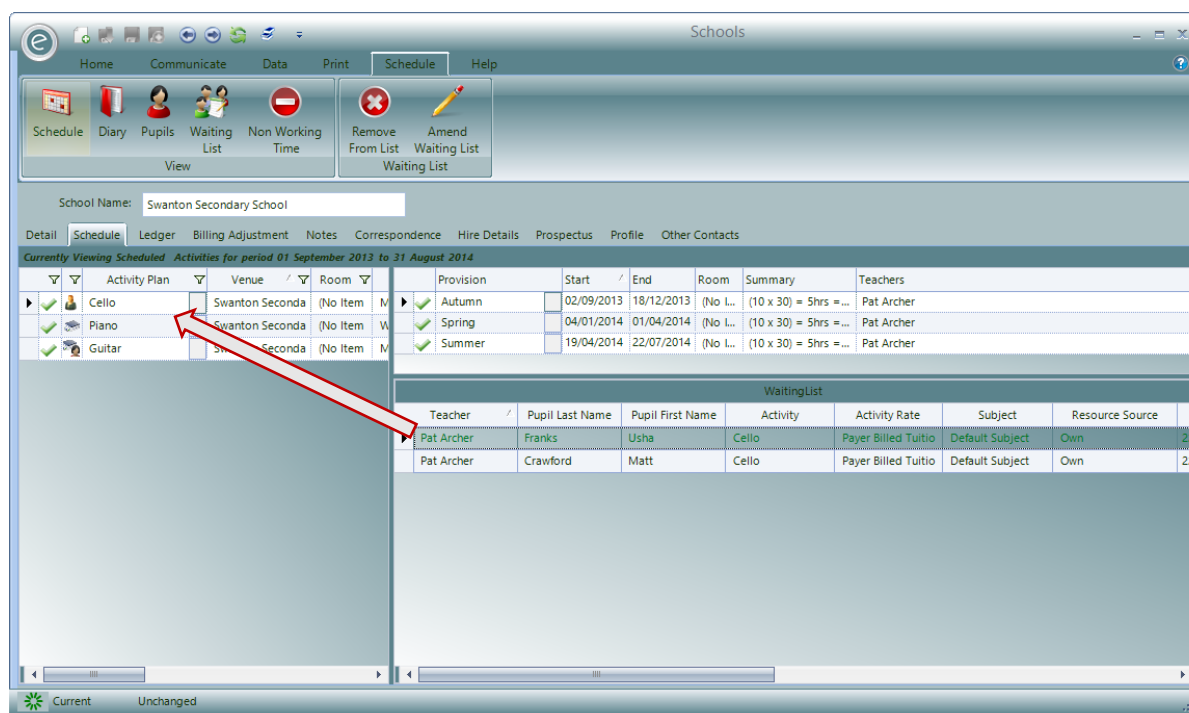 Schools
Home Communicate Data Print Schedule Help
Schedule Diary Pupils Waiting List Non Working Time Remove From List Amend Waiting List
View Waiting List
School Name: Swanton Secondary School
Detail Schedule Ledger Billing Adjustment Notes Correspondence Hire Details Prospectus Profile Other Contacts
Currently Viewing Scheduled Activities for period 01 September 2013 to 31 August 2014
Activity Plan Venue Room
Cello Swanton Seconda (No Item M
Piano Swanton Seconda (No Item W
Guitar Seconda (No Item M
Provision Start End Room Summary Teachers
Autumn 02/09/2013 18/12/2013 (No I... (10 x 30) = 5hrs =... Pat Archer
Spring 04/01/2014 01/04/2014 (No I... (10 x 30) = 5hrs =... Pat Archer
Summer 19/04/2014 22/07/2014 (No I... (10 x 30) = 5hrs =... Pat Archer
WaitingList
Teacher Pupil Last Name Pupil First Name Activity Activity Rate Subject Resource Source
Pat Archer Franks Usha Cello Payer Billed Tuitio Default Subject Own 2
Pat Archer Crawford Matt Cello Payer Billed Tuitio Default Subject Own 2
Current Unchanged